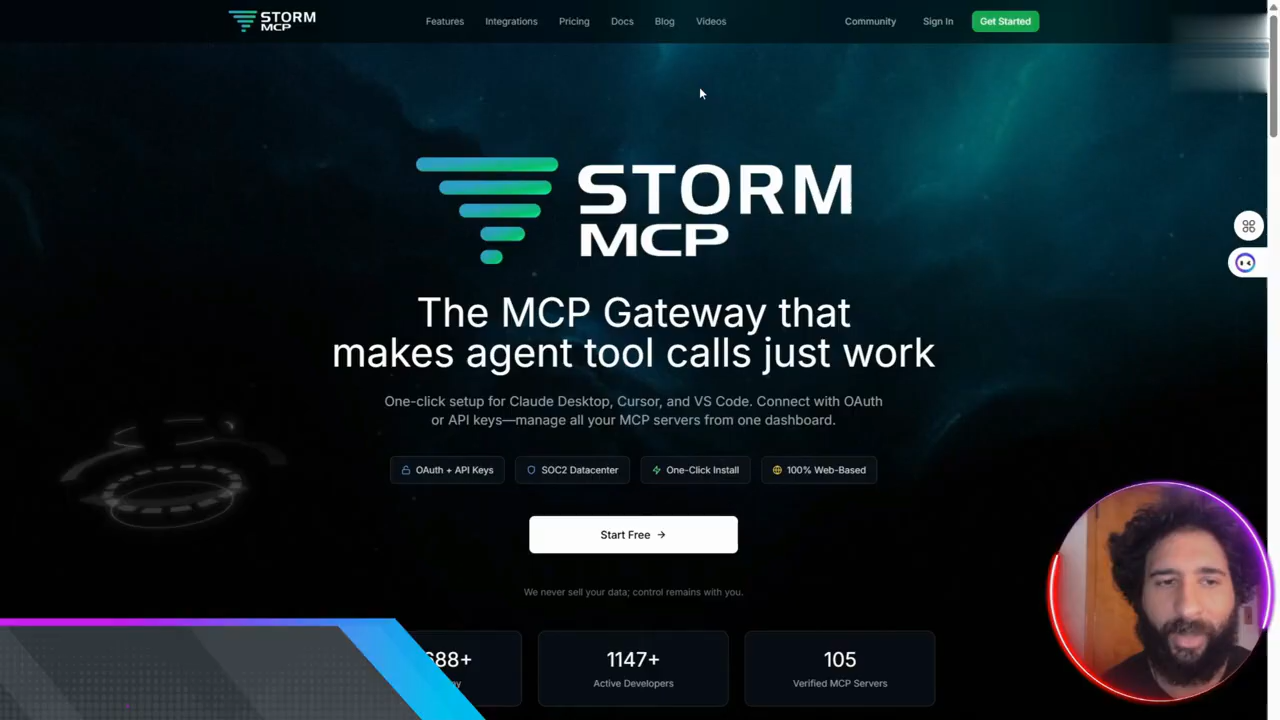 STORM
MCP
Features
Integrations
Pricing
Docs
Blog
Videos
Community
Sign In
Get Started
STORM
MCP
The MCP Gateway that
makes agent tool calls just work
One-click setup for Claude Desktop, Cursor, and VS Code. Connect with OAuth
or API keys—manage all your MCP servers from one dashboard.
OAuth + API Keys
SOC2 Datacenter
One-Click Install
100% Web-Based
Start Free →
We never sell your data; control remains with you.
1147+
Active Developers
105
Verified MCP Servers